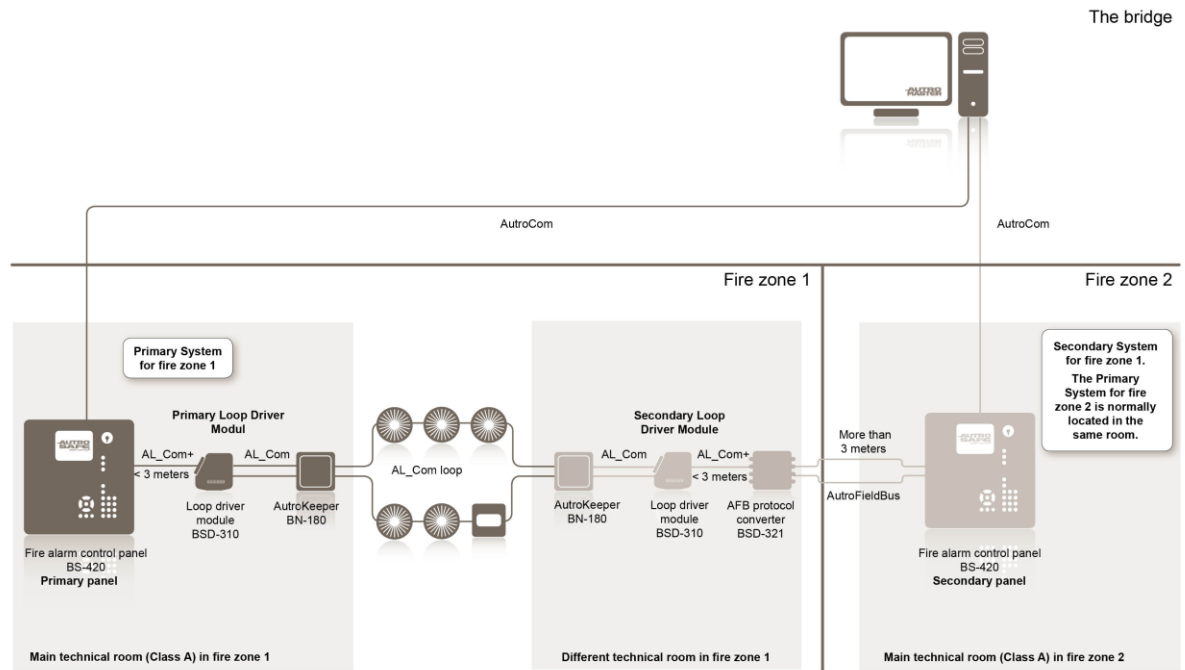 The bridge
AUTRO
MASTER
AutroCom
AutroCom
Fire zone 1
Fire zone 2
Primary System
for fire zone 1
Secondary System
for fire zone 1.
The Primary
System for fire
zone 2 is normally
located in the
same room.
Primary Loop Driver
Modul
Secondary Loop
Driver Module
AUTRO
SAFE
AL_Com+
< 3 meters
AL_Com
AL_Com loop
AL_Com
AL_Com+
< 3 meters
More than
3 meters
AutroFieldBus
AUTRO
SAFE
Loop driver
module
BSD-310
AutroKeeper
BN-180
AutroKeeper
BN-180
Loop driver
module
BSD-310
AFB protocol
converter
BSD-321
Fire alarm control panel
BS-420
Primary panel
Fire alarm control panel
BS-420
Secondary panel
Main technical room (Class A) in fire zone 1
Different technical room in fire zone 1
Main technical room (Class A) in fire zone 2